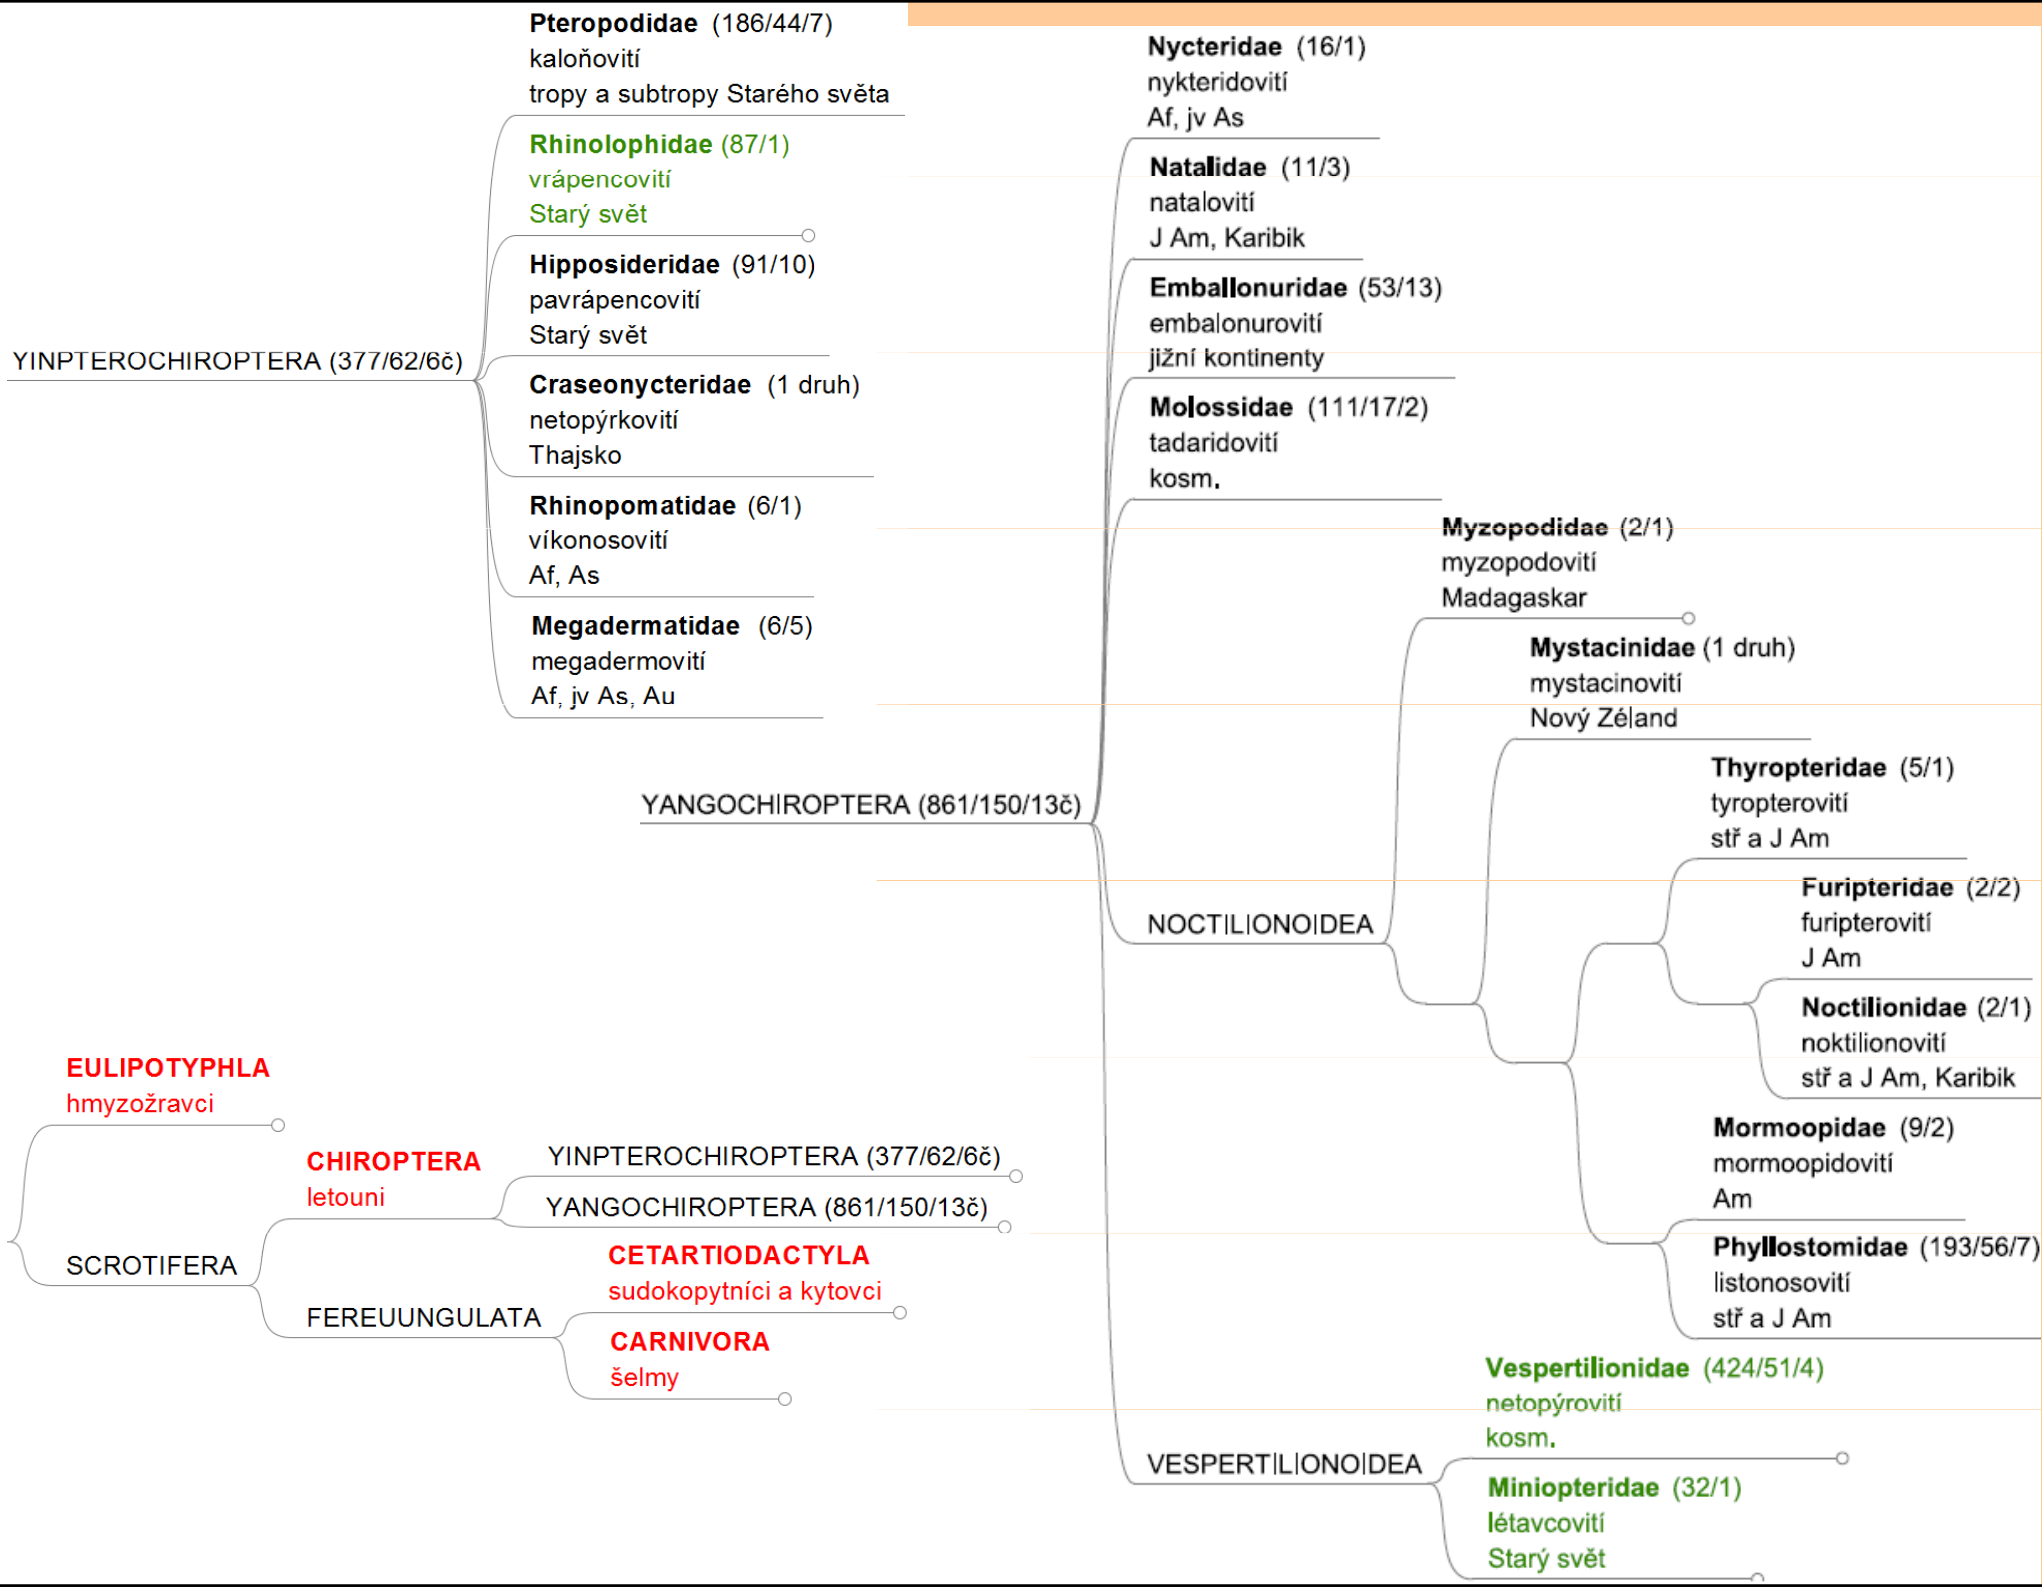 Pteropodidae (186/44/7)
kaloňovití
tropy a subtropy Starého světa
Rhinolophidae (87/1)
vrápencovití
Starý svět
Hipposideridae (91/10)
pavrápencovití
Starý svět
YINPTEROCHIROPTERA (377/62/6č)
Craseonycteridae (1 druh)
netopýrkovití
Thajsko
Rhinopomatidae (6/1)
víkonosovití
Af, As
Megadermatidae (6/5)
megadermovití
Af, jv As, Au
Nycteridae (16/1)
nykteridovití
Af, jv As
Natalidae (11/3)
natalovití
J Am, Karibik
Emballonuridae (53/13)
embalonurovití
jižní kontinenty
Molossidae (111/17/2)
tadaridovití
kosm.
Myzopodidae (2/1)
myzopodovití
Madagaskar
Mystacinidae (1 druh)
mystacinovití
Nový Zéland
Thyropteridae (5/1)
tyropterovití
stř a J Am
YANGOCHIROPTERA (861/150/13č)
Furipteridae (2/2)
furipterovití
J Am
NOCTILIONOIDEA
Noctilionidae (2/1)
noktilionovití
stř a J Am, Karibik
Mormoopidae (9/2)
mormoopidovití
Am
Phyllostomidae (193/56/7)
listonosovití
stř a J Am
Vespertilionidae (424/51/4)
netopýrovití
kosm.
VESPERTILIONOIDEA
Miniopteridae (32/1)
létavcovití
Starý svět
EULIPOTYPHLA
hmyzožravci
CHIROPTERA
letouni
YINPTEROCHIROPTERA (377/62/6č)
YANGOCHIROPTERA (861/150/13č)
SCROTIFERA
CETARTIODACTYLA
sudokopytníci a kytovci
FEREUUNGULATA
CARNIVORA
šelmy